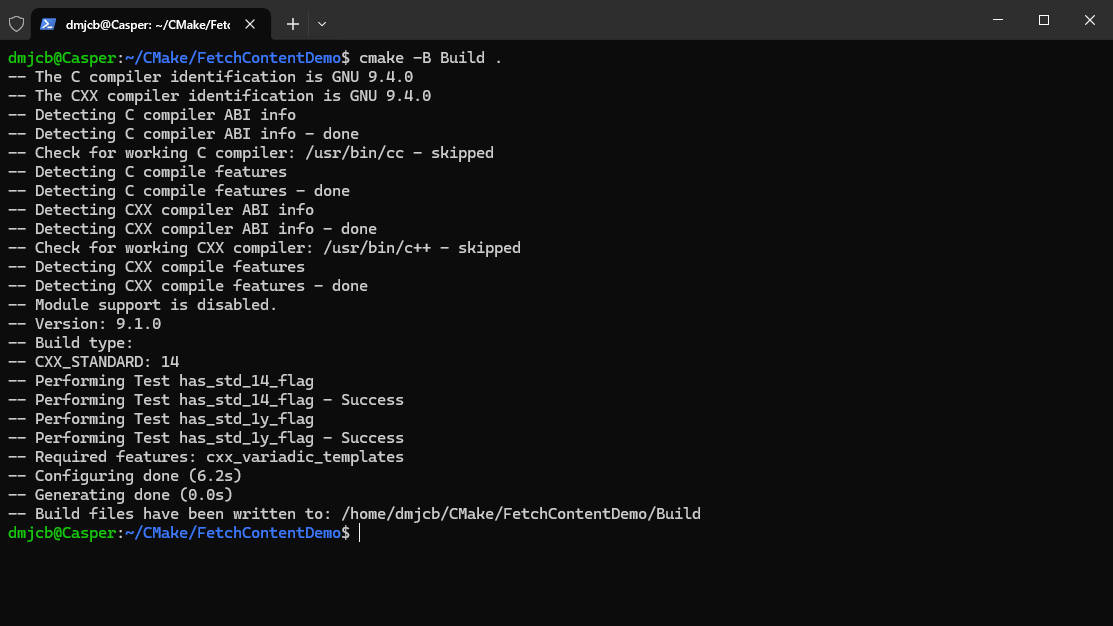 dmjcb@Casper: ~/CMake/Fetc
dmjcb@Casper:~/CMake/FetchContentDemo$ cmake -B Build .
-- The C compiler identification is GNU 9.4.0
-- The CXX compiler identification is GNU 9.4.0
-- Detecting C compiler ABI info
-- Detecting C compiler ABI info - done
-- Check for working C compiler: /usr/bin/cc - skipped
-- Detecting C compile features
-- Detecting C compile features - done
-- Detecting CXX compiler ABI info
-- Detecting CXX compiler ABI info - done
-- Check for working CXX compiler: /usr/bin/c++ - skipped
-- Detecting CXX compile features
-- Detecting CXX compile features - done
-- Module support is disabled.
-- Version: 9.1.0
-- Build type:
-- CXX_STANDARD: 14
-- Performing Test has_std_14_flag
-- Performing Test has_std_14_flag - Success
-- Performing Test has_std_1y_flag
-- Performing Test has_std_1y_flag - Success
-- Required features: cxx_variadic_templates
-- Configuring done (6.2s)
-- Generating done (0.0s)
-- Build files have been written to: /home/dmjcb/CMake/FetchContentDemo/Build
dmjcb@Casper:~/CMake/FetchContentDemo$